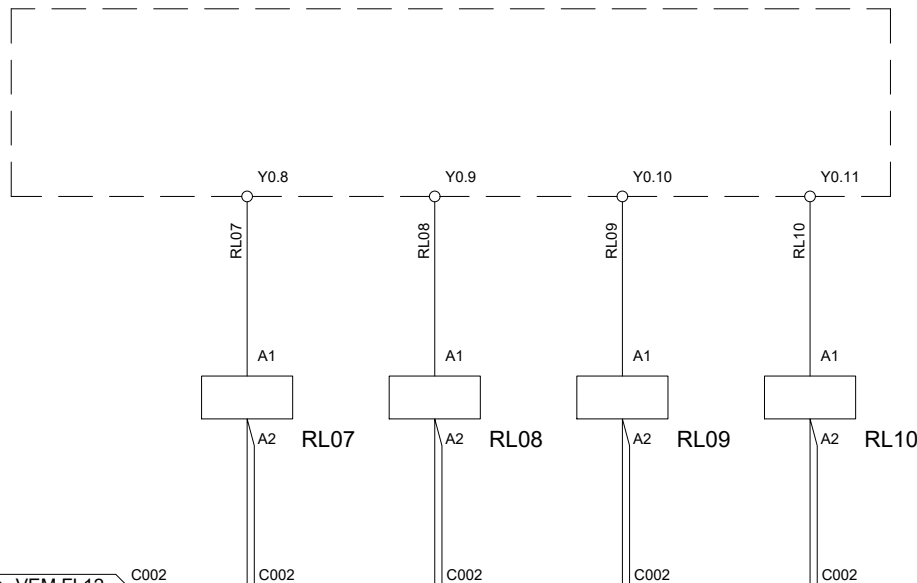 Y0.8 Y0.9 Y0.10 Y0.11
RL07 RL08 RL09 RL10
A1 A1 A1 A1
A2 RL07 A2 RL08 A2 RL09 A2 RL10
C002 C002 C002 C002 C002